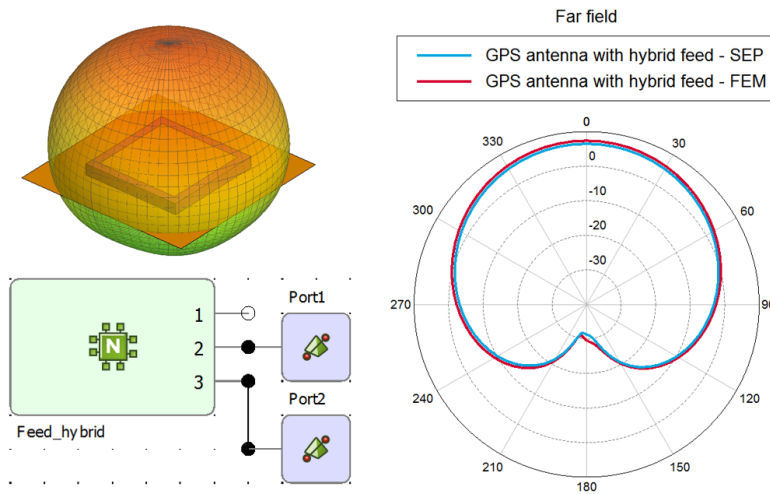 Far field
GPS antenna with hybrid feed - SEP
GPS antenna with hybrid feed - FEM
0
330
30
0
300
-10
60
-20
-30
270
90
240
120
210
150
180
N
1
2
3
Port1
Port2
Feed_hybrid